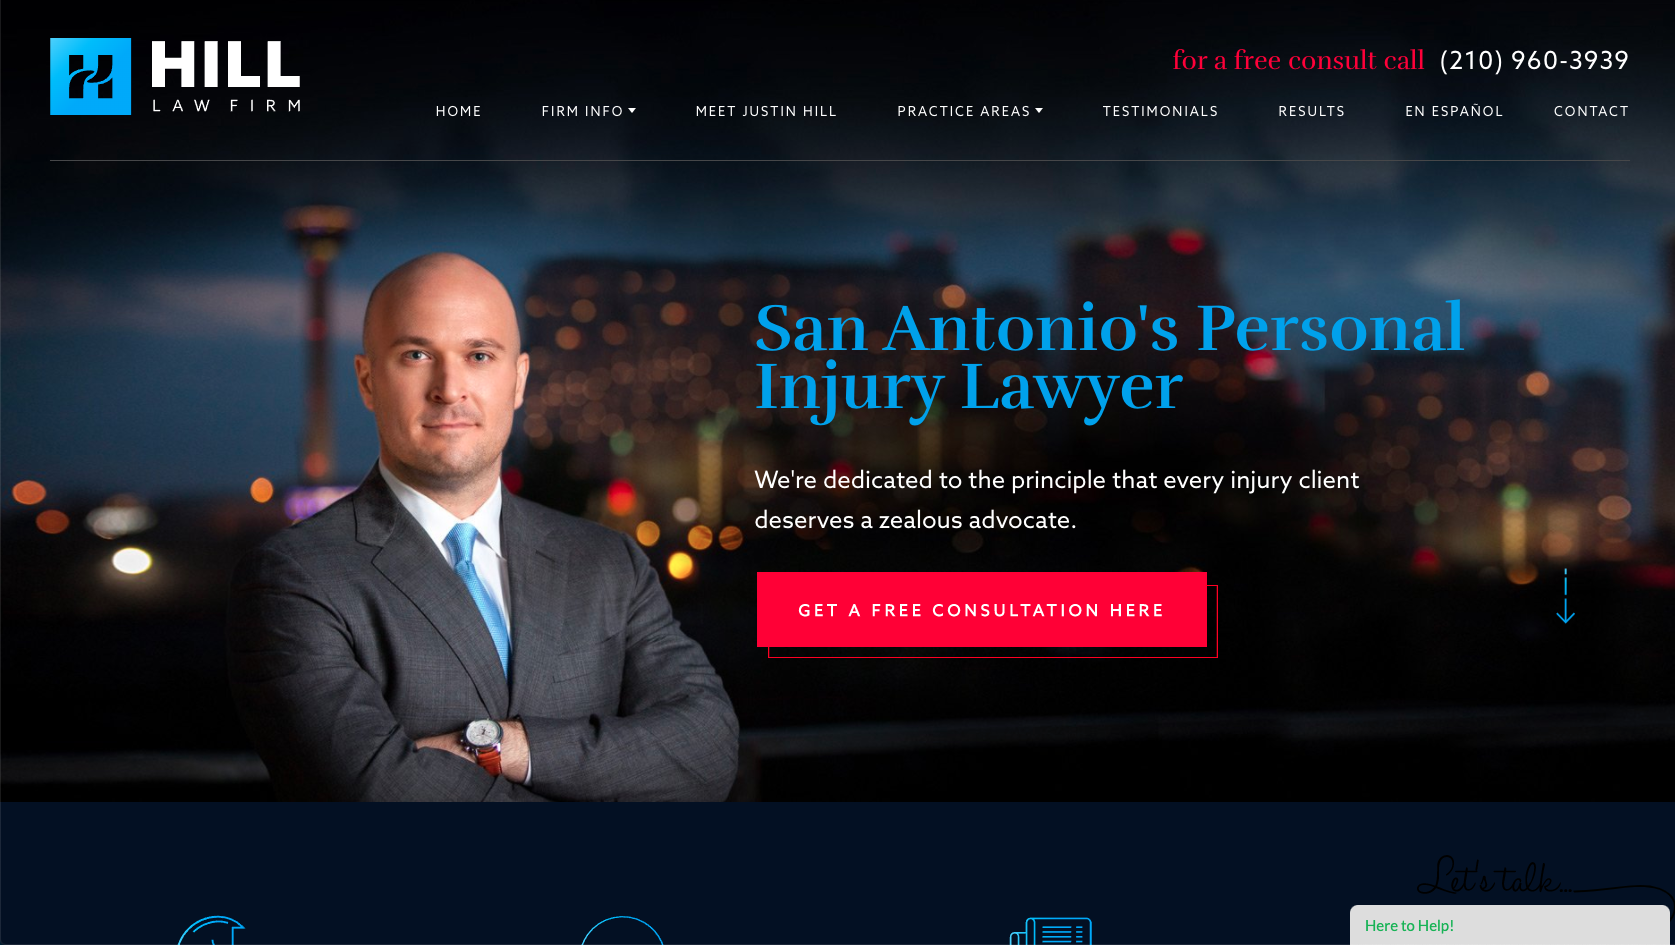 HILL
LAW FIRM
for a free consult call (210) 960-3939
HOME
FIRM INFO
MEET JUSTIN HILL
PRACTICE AREAS
TESTIMONIALS
RESULTS
EN ESPAÑOL
CONTACT
San Antonio's Personal
Injury Lawyer
We're dedicated to the principle that every injury client
deserves a zealous advocate.
GET A FREE CONSULTATION HERE
Let's talk...
Here to Help!